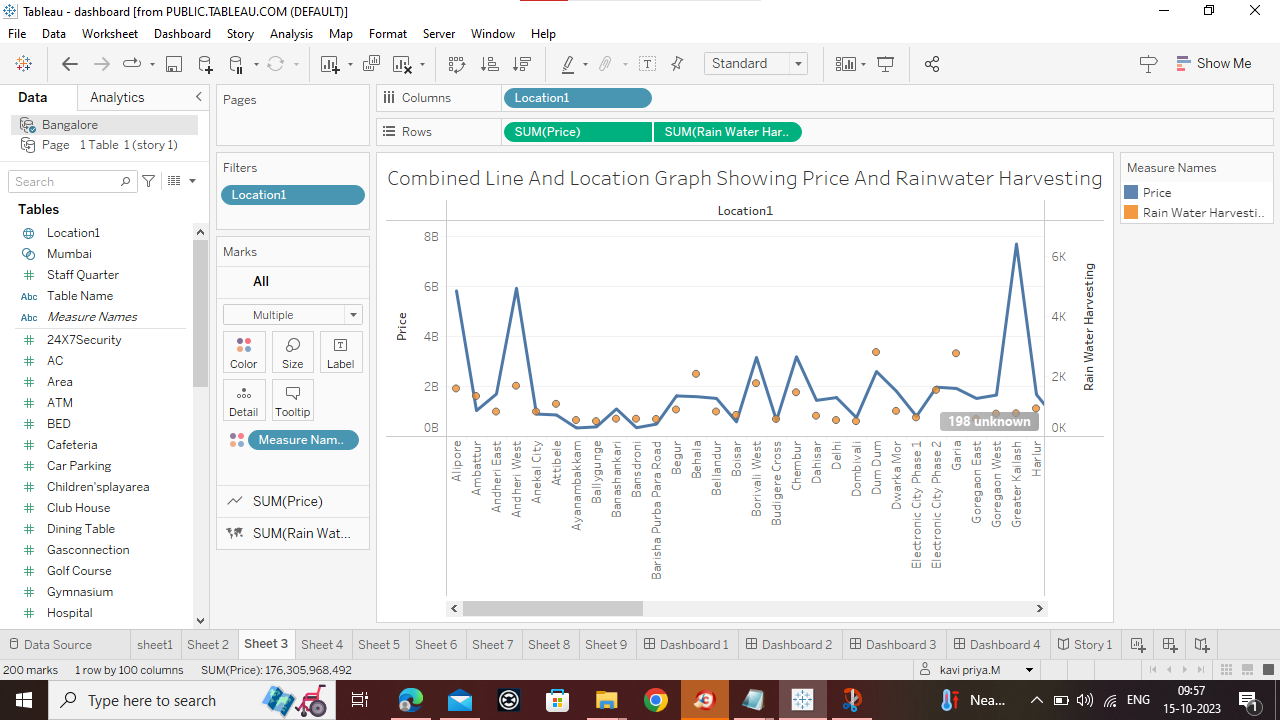 Tableau - dashboard [from PUBLIC.TABLEAU.COM (DEFAULT)]
File Data Worksheet Dashboard Story Analysis Map Format Server Window Help
Standard
Show Me
Data Analytics
Bangalore
Page 1 Table 1 (story 1)
Search
Tables
Location1
Mumbai
Staff Quarter
Abc Table Name
Abc Measure Names
24X7Security
AC
Area
ATM
BED
Cafeteria
Car Parking
Children'splayarea
Club House
Dining Table
Gasconnection
Golf Course
Gymnasium
Hospital
Pages
Filters
Location1
Marks
All
Multiple
Color Size Label
Detail Tooltip
Measure Nam..
SUM(Price)
SUM(Rain Wat...
Columns Location1
Rows SUM(Price) SUM(Rain Water Har..
Combined Line And Location Graph Showing Price And Rainwater Harvesting
Location1
8B
6B
4B
2B
0B
Price
6K
4K
2K
0K
Rain Water Harvesting
198 unknown
Alipore
Ambattur
Andheri East
Andheri West
Anekal City
Attibele
Ayanambakkam
Ballygunge
Banashankari
Bansdroni
Barisha Purba Para Road
Begur
Behala
Bellandur
Boisar
Borivali West
Budigere Cross
Chembur
Dahisar
Delhi
Dombivali
Dum Dum
Dwarka Mor
Electronic City Phase 1
Electronic City Phase 2
Garia
Goregaon East
Goregaon West
Greater Kailash
Harlur
Measure Names
Price
Rain Water Harvesti..
Data Source sheet1 Sheet 2 Sheet 3 Sheet 4 Sheet 5 Sheet 6 Sheet 7 Sheet 8 Sheet 9 Dashboard 1 Dashboard 2 Dashboard 3 Dashboard 4 Story 1
200 marks 1 row by 100 columns SUM(Price): 176,305,968,492 kavi priya.M
Type here to search
Nea... ENG 09:57
15-10-2023
1